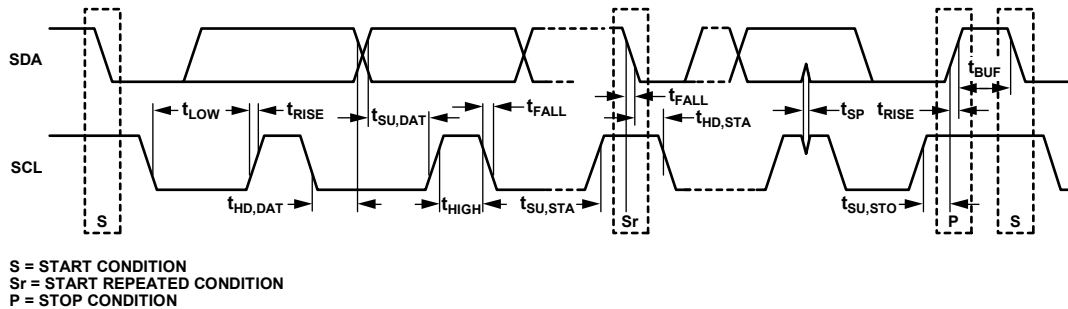 SDA
tBUF
tLOW
tRISE
tSU,DAT
tFALL
tFALL
tHD,STA
tSP
tRISE
SCL
tHD,DAT
tHIGH
tSU,STA
tSU,STO
S
Sr
P
S
S = START CONDITION
Sr = START REPEATED CONDITION
P = STOP CONDITION